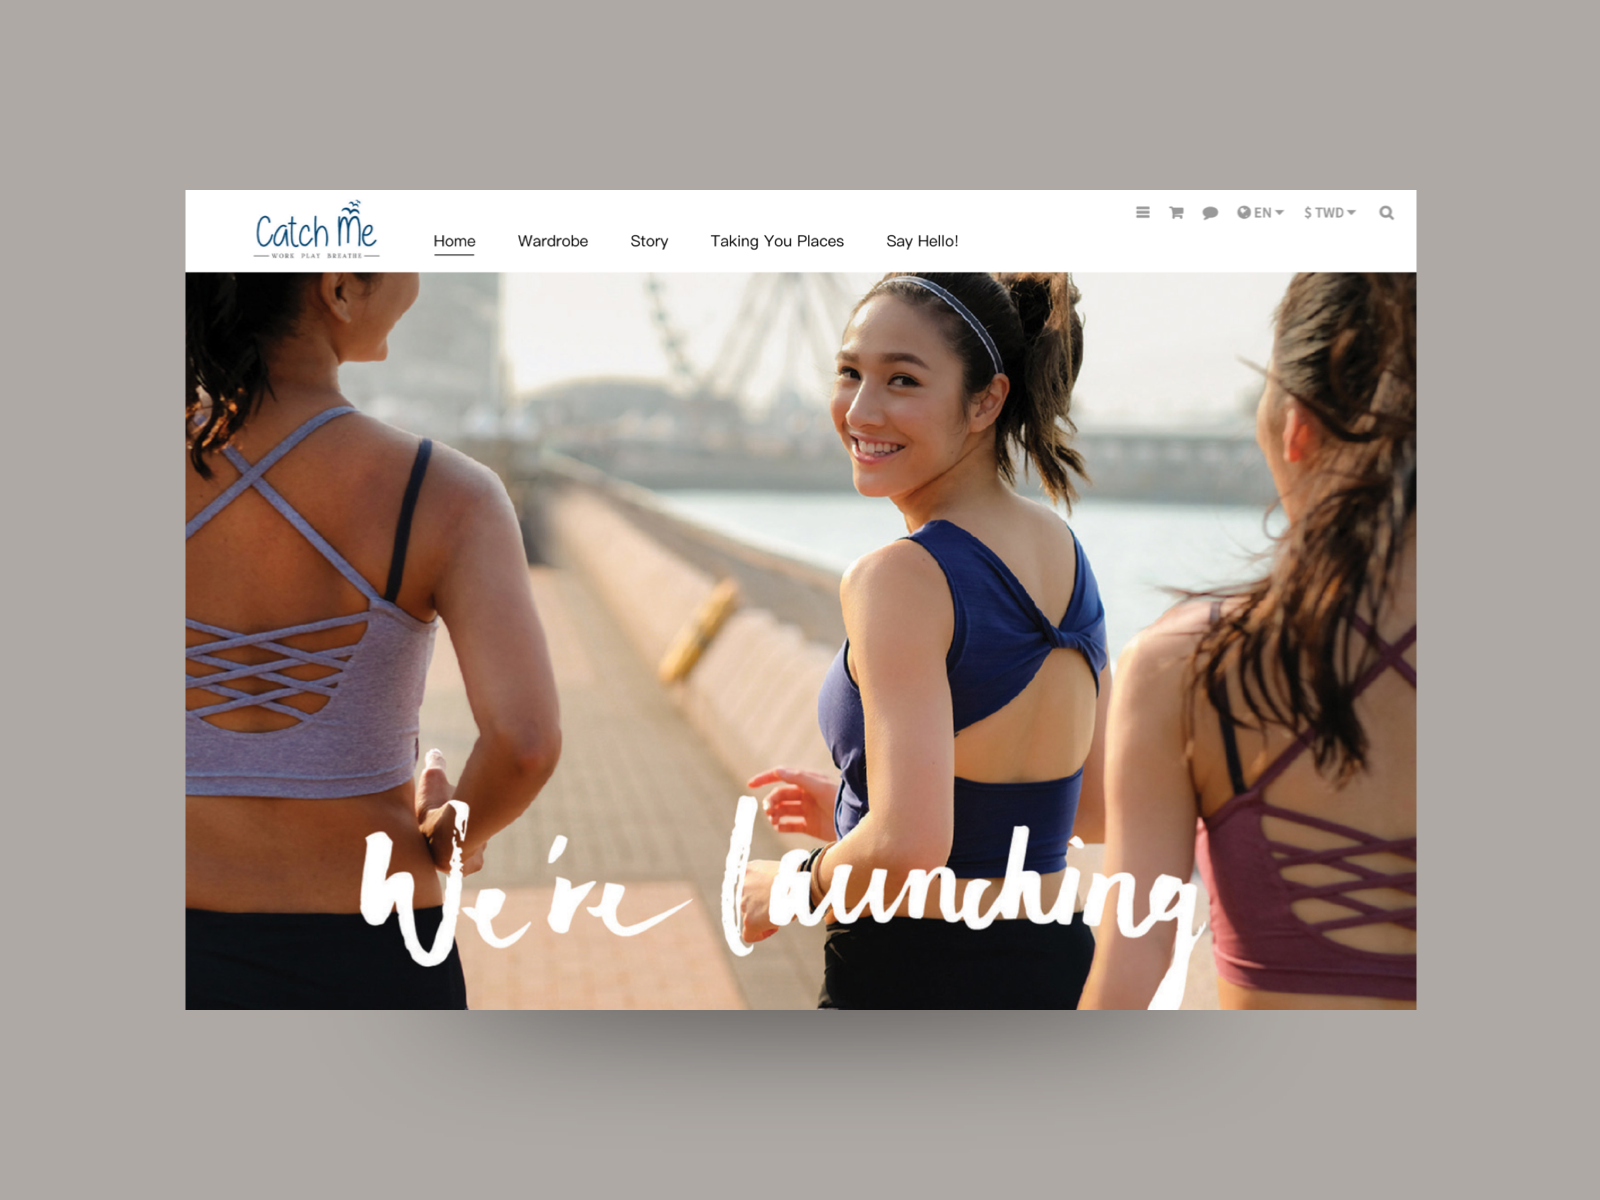 Catch Me
WORK PLAY BREATHE
Home Wardrobe Story Taking You Places Say Hello!
EN $ TWD
We're launching